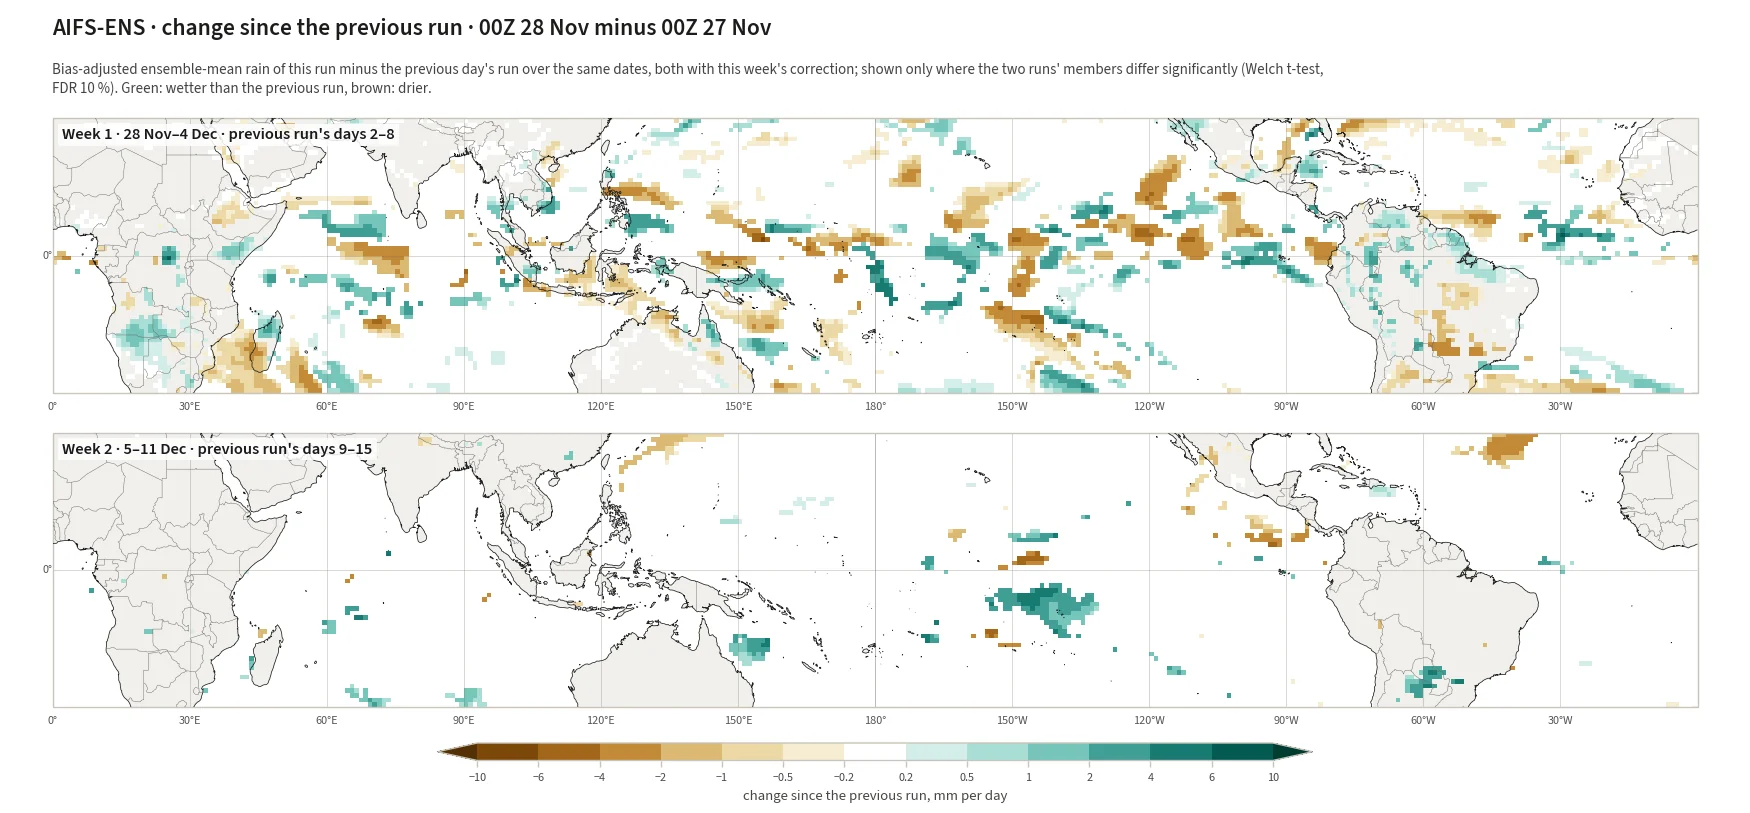 AIFS-ENS · change since the previous run · 00Z 28 Nov minus 00Z 27 Nov
Bias-adjusted ensemble-mean rain of this run minus the previous day's run over the same dates, both with this week's correction; shown only where the two runs' members differ significantly (Welch t-test,
FDR 10 %). Green: wetter than the previous run, brown: drier.
Week 1 · 28 Nov–4 Dec · previous run's days 2–8
0°
0° 30°E 60°E 90°E 120°E 150°E 180° 150°W 120°W 90°W 60°W 30°W
Week 2 · 5–11 Dec · previous run's days 9–15
0°
0° 30°E 60°E 90°E 120°E 150°E 180° 150°W 120°W 90°W 60°W 30°W
−10 −6 −4 −2 −1 −0.5 −0.2 0.2 0.5 1 2 4 6 10
change since the previous run, mm per day